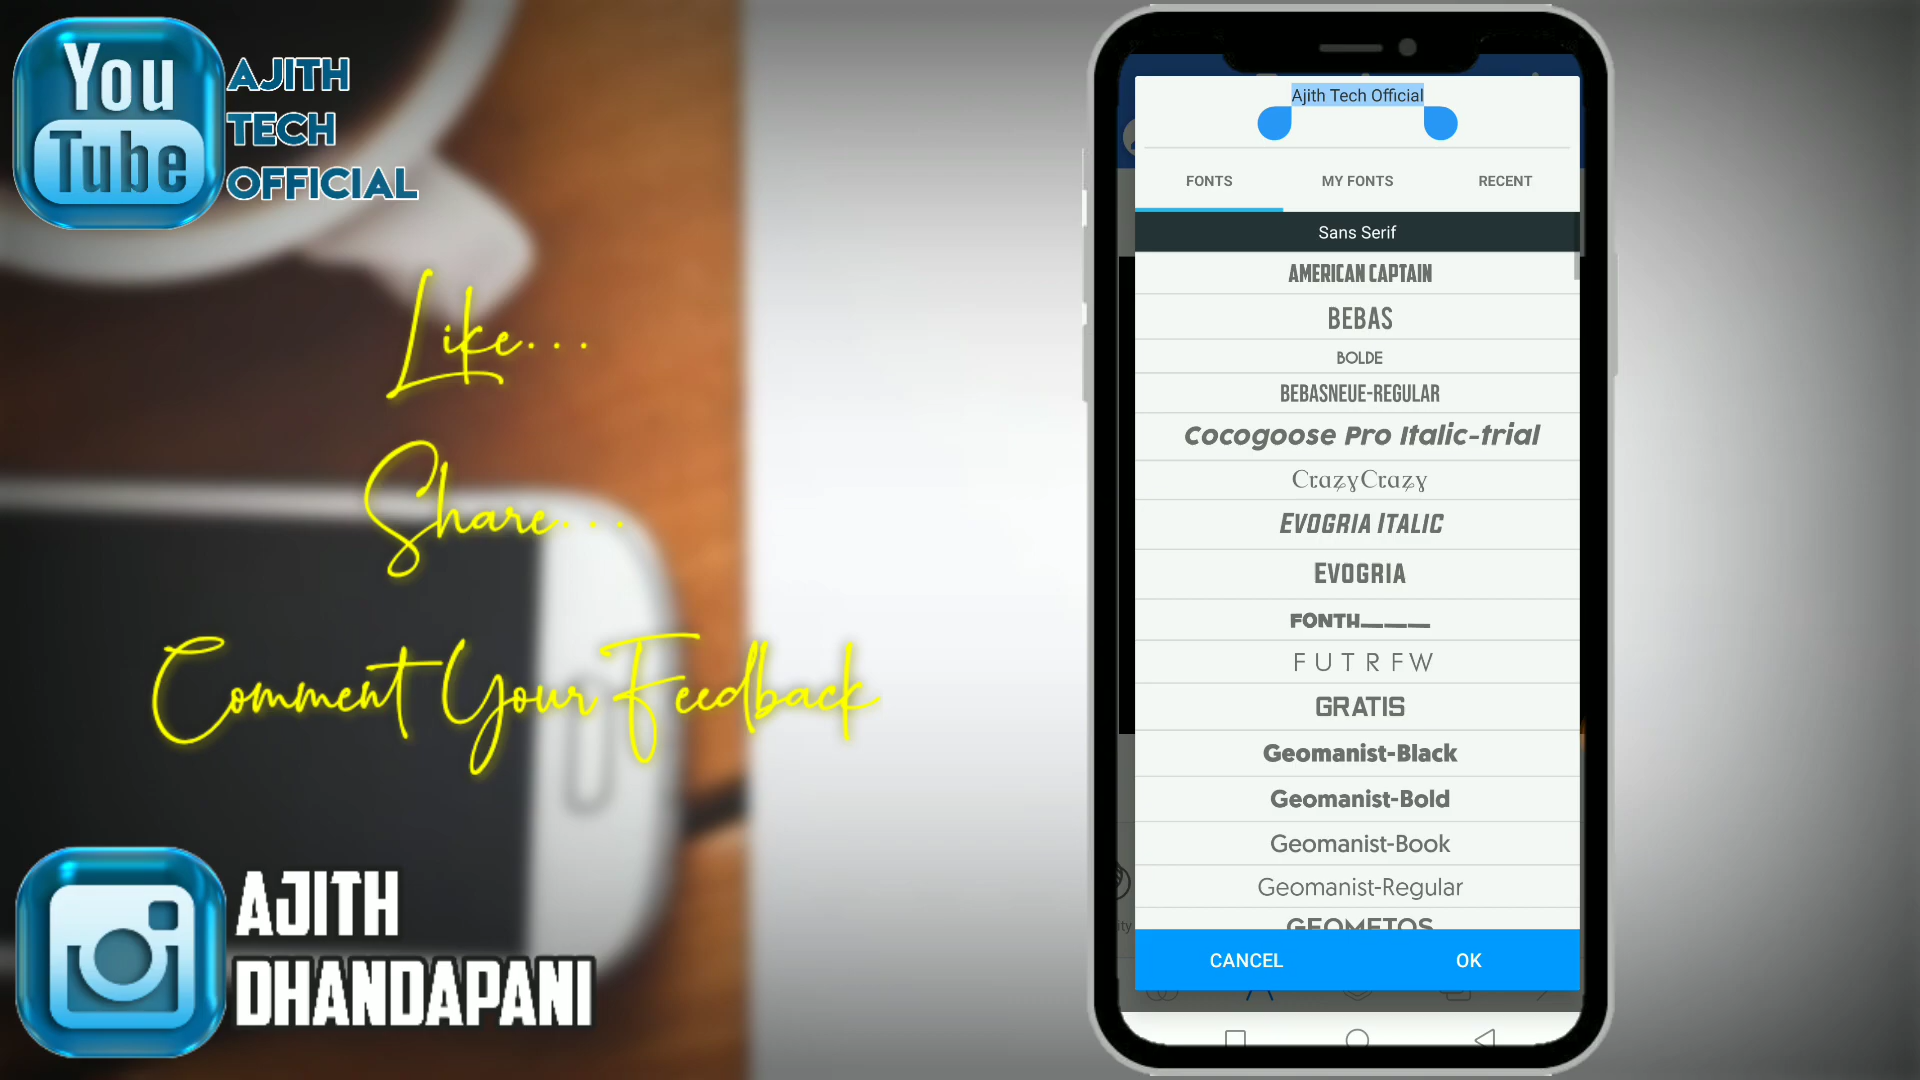 You
Tube
AJITH
TECH
OFFICIAL
Like...
Share...
Comment Your Feedback
AJITH
DHANDAPANI
Ajith Tech Official
FONTS
MY FONTS
RECENT
Sans Serif
AMERICAN CAPTAIN
BEBAS
BOLDE
BEBASNEUE-REGULAR
Cocogoose Pro Italic-trial
CrazyCrazy
EVOGRIA ITALIC
EVOGRIA
FONTH____
FUTRFW
GRATIS
Geomanist-Black
Geomanist-Bold
Geomanist-Book
Geomanist-Regular
GEOMETOS
CANCEL
OK